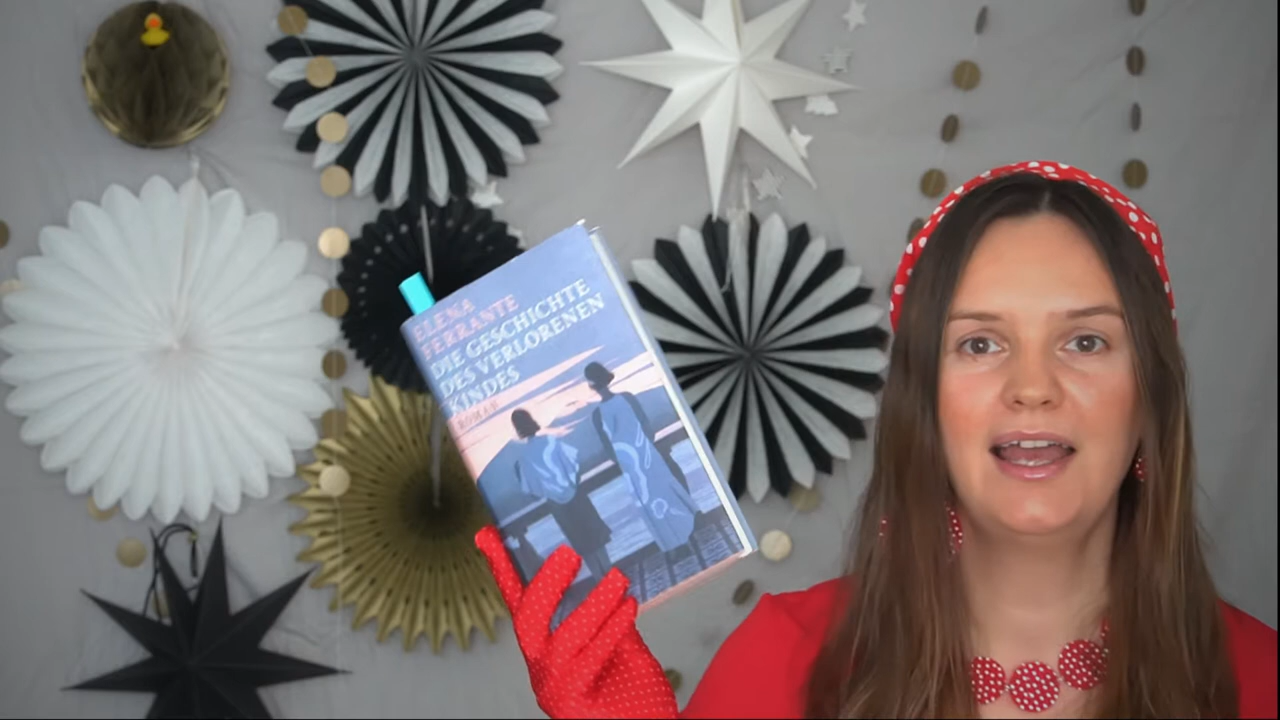 ELENA
FERRANTE
DIE GESCHICHTE
DES VERLORENEN
KINDES
ROMAN